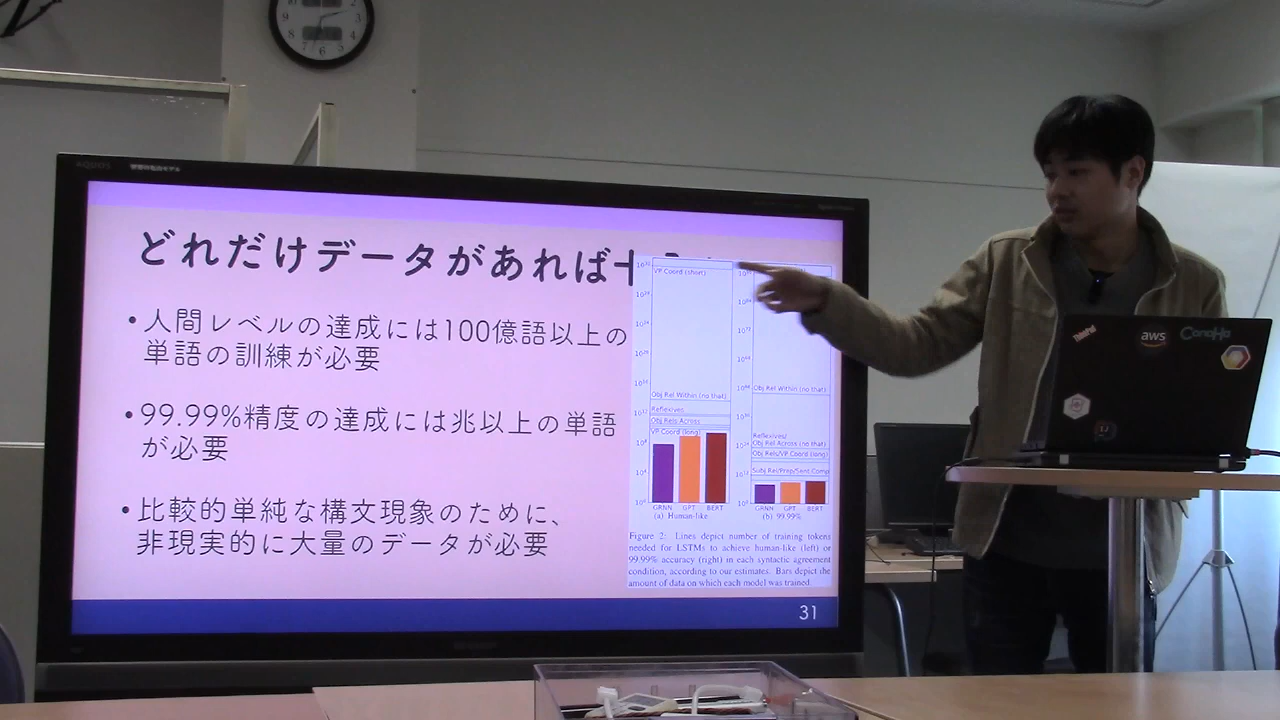 AQUOS
どれだけデータがあれば十
• 人間レベルの達成には100億語以上の
単語の訓練が必要
• 99.99%精度の達成には兆以上の単語
が必要
• 比較的単純な構文現象のために、
非現実的に大量のデータが必要
VP Coord (short)
Obj Rel Within (no that)
Reflexives
Obj Rels Across
VP Coord (long)
GRNN GPT BERT
(a) Human-like
Obj Rel Within (no that)
Reflexives/
Obj Rel Across (no that)
Obj Rels/VP Coord (long)
Subj Rel/Prep/Sent Comp
GRNN GPT BERT
(b) 99.99%
Figure 2: Lines depict number of training tokens
needed for LSTMs to achieve human-like (left) or
99.99% accuracy (right) in each syntactic agreement
condition, according to our estimates. Bars depict the
amount of data on which each model was trained
31
ThinkPad
aws
ConoHa